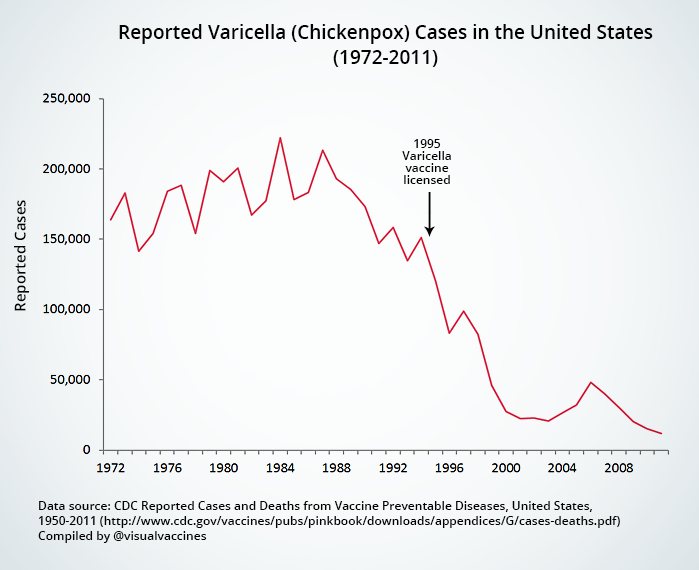 Reported Varicella (Chickenpox) Cases in the United States
(1972-2011)
250,000
200,000
150,000
100,000
50,000
0
Reported Cases
1995
Varicella
vaccine
licensed
1972 1976 1980 1984 1988 1992 1996 2000 2004 2008
Data source: CDC Reported Cases and Deaths from Vaccine Preventable Diseases, United States,
1950-2011 (http://www.cdc.gov/vaccines/pubs/pinkbook/downloads/appendices/G/cases-deaths.pdf)
Compiled by @visualvaccines